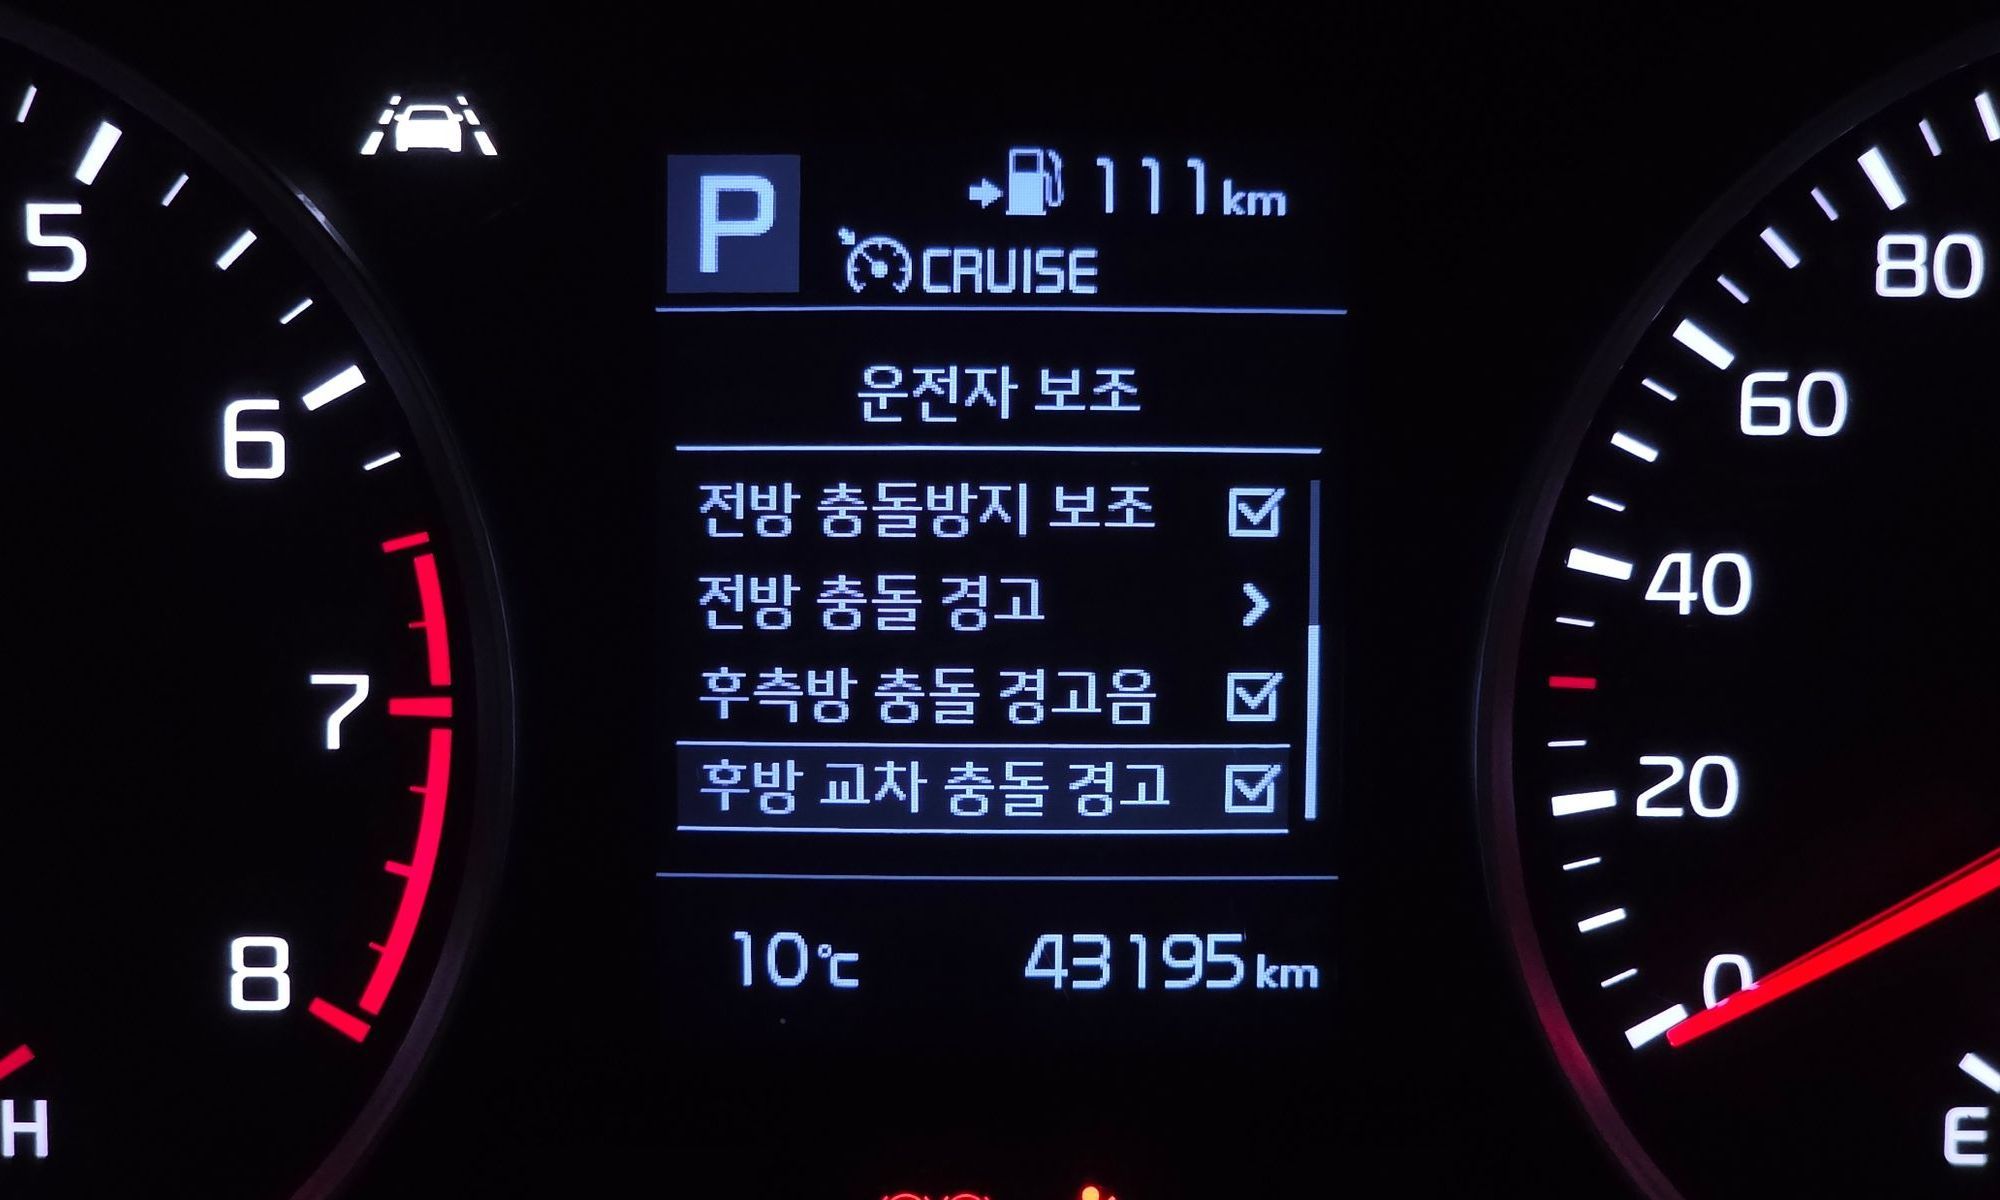 P
111km
CRUISE
운전자 보조
전방 충돌방지 보조
전방 충돌 경고
후측방 충돌 경고음
후방 교차 충돌 경고
10℃
43195km
5
6
7
8
H
80
60
40
20
0
E